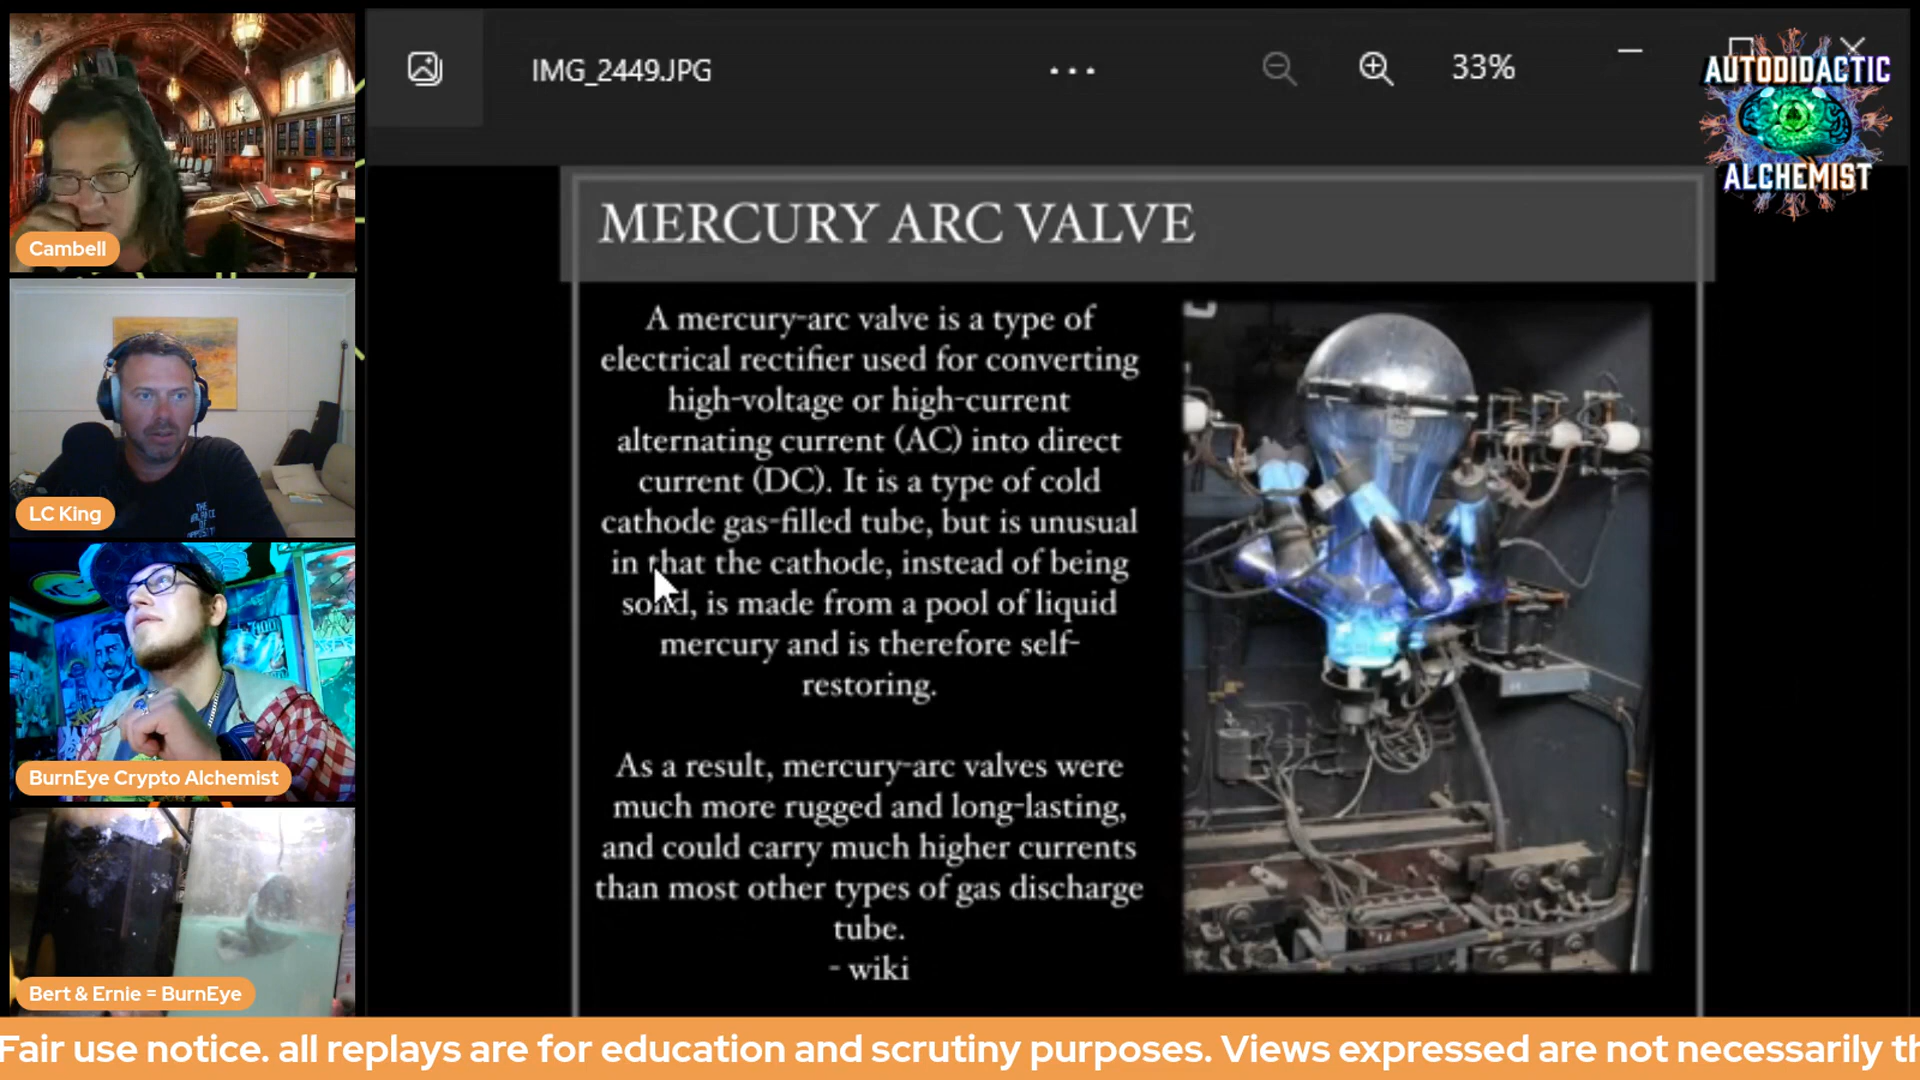 IMG_2449.JPG
33%
AUTODIDACTIC
ALCHEMIST
MERCURY ARC VALVE
A mercury-arc valve is a type of
electrical rectifier used for converting
high-voltage or high-current
alternating current (AC) into direct
current (DC). It is a type of cold
cathode gas-filled tube, but is unusual
in that the cathode, instead of being
solid, is made from a pool of liquid
mercury and is therefore self-
restoring.
As a result, mercury-arc valves were
much more rugged and long-lasting,
and could carry much higher currents
than most other types of gas discharge
tube.
- wiki
Cambell
LC King
BurnEye Crypto Alchemist
Bert & Ernie = BurnEye
Fair use notice. all replays are for education and scrutiny purposes. Views expressed are not necessarily